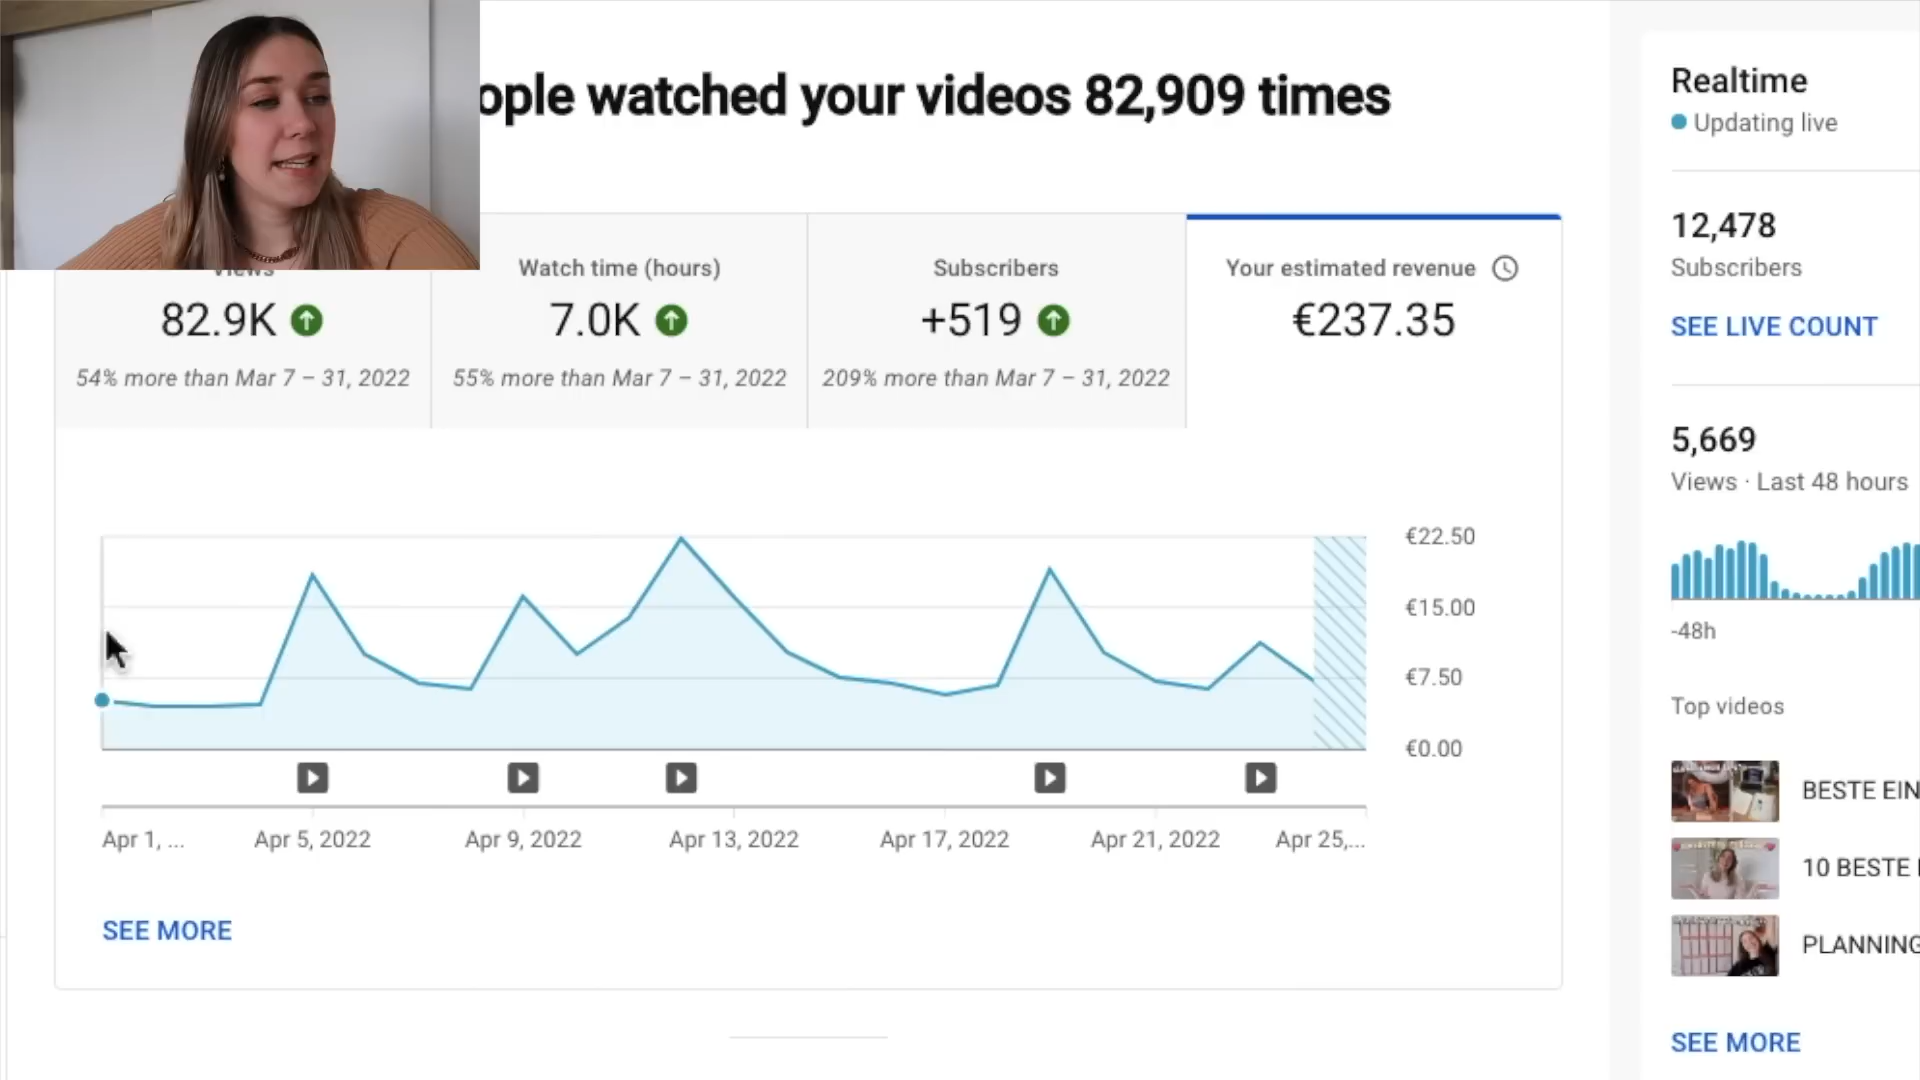 ople watched your videos 82,909 times
Views
82.9K
54% more than Mar 7 – 31, 2022
Watch time (hours)
7.0K
55% more than Mar 7 – 31, 2022
Subscribers
+519
209% more than Mar 7 – 31, 2022
Your estimated revenue
€237.35
€22.50
€15.00
€7.50
€0.00
Apr 1, ...
Apr 5, 2022
Apr 9, 2022
Apr 13, 2022
Apr 17, 2022
Apr 21, 2022
Apr 25,...
SEE MORE
Realtime
Updating live
12,478
Subscribers
SEE LIVE COUNT
5,669
Views · Last 48 hours
-48h
Top videos
BESTE EIN
10 BESTE
PLANNING
SEE MORE